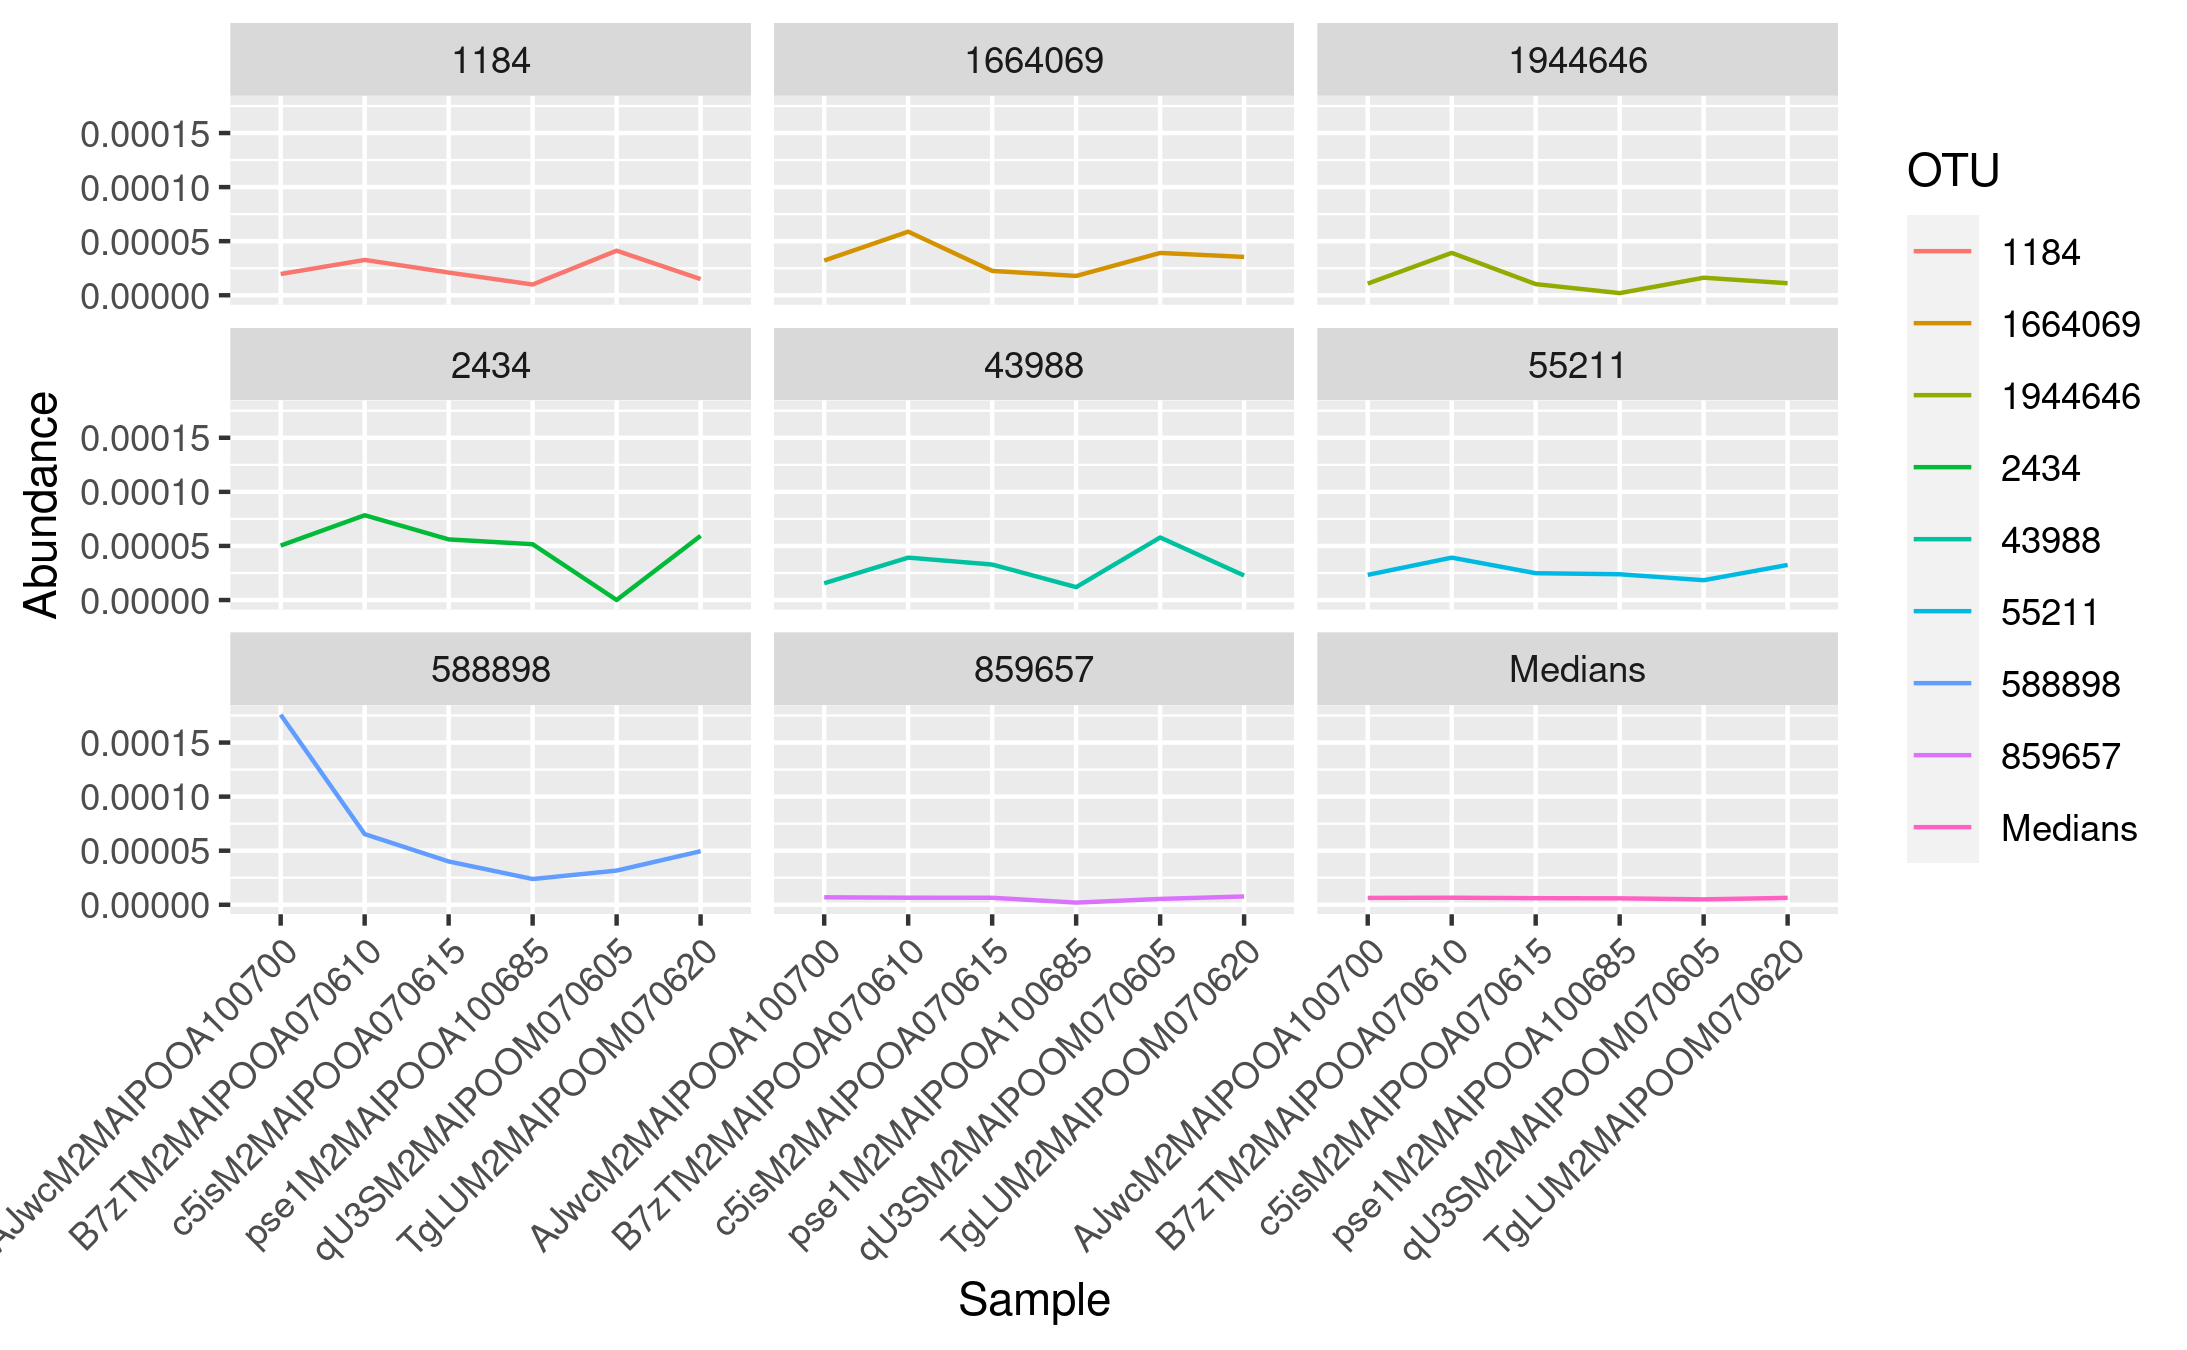 1184 1664069 1944646
0.00015
0.00010
0.00005
0.00000
2434 43988 55211
0.00015
0.00010
0.00005
0.00000
588898 859657 Medians
0.00015
0.00010
0.00005
0.00000
Abundance
AJwcM2MAIPOOA100700
B7zTM2MAIPOOA070610
c5isM2MAIPOOA070615
pse1M2MAIPOOA100685
qU3SM2MAIPOOM070605
TgLUM2MAIPOOM070620
AJwcM2MAIPOOA100700
B7zTM2MAIPOOA070610
c5isM2MAIPOOA070615
pse1M2MAIPOOA100685
qU3SM2MAIPOOM070605
TgLUM2MAIPOOM070620
AJwcM2MAIPOOA100700
B7zTM2MAIPOOA070610
c5isM2MAIPOOA070615
pse1M2MAIPOOA100685
qU3SM2MAIPOOM070605
TgLUM2MAIPOOM070620
Sample
OTU
1184
1664069
1944646
2434
43988
55211
588898
859657
Medians